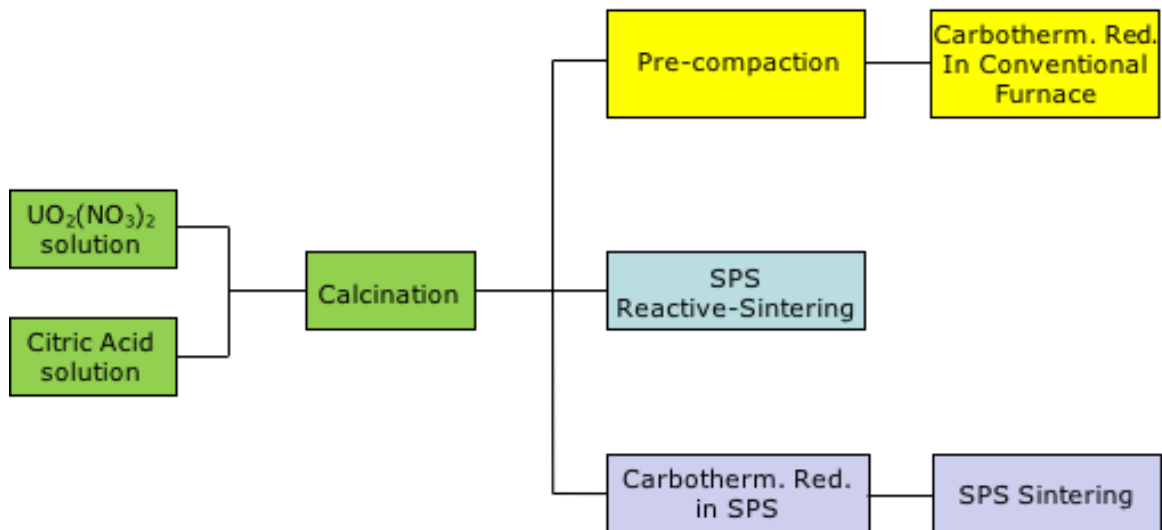 Pre-compaction
Carbotherm. Red.
In Conventional
Furnace
UO₂(NO₃)₂
solution
Calcination
SPS
Reactive-Sintering
Citric Acid
solution
Carbotherm. Red.
in SPS
SPS Sintering